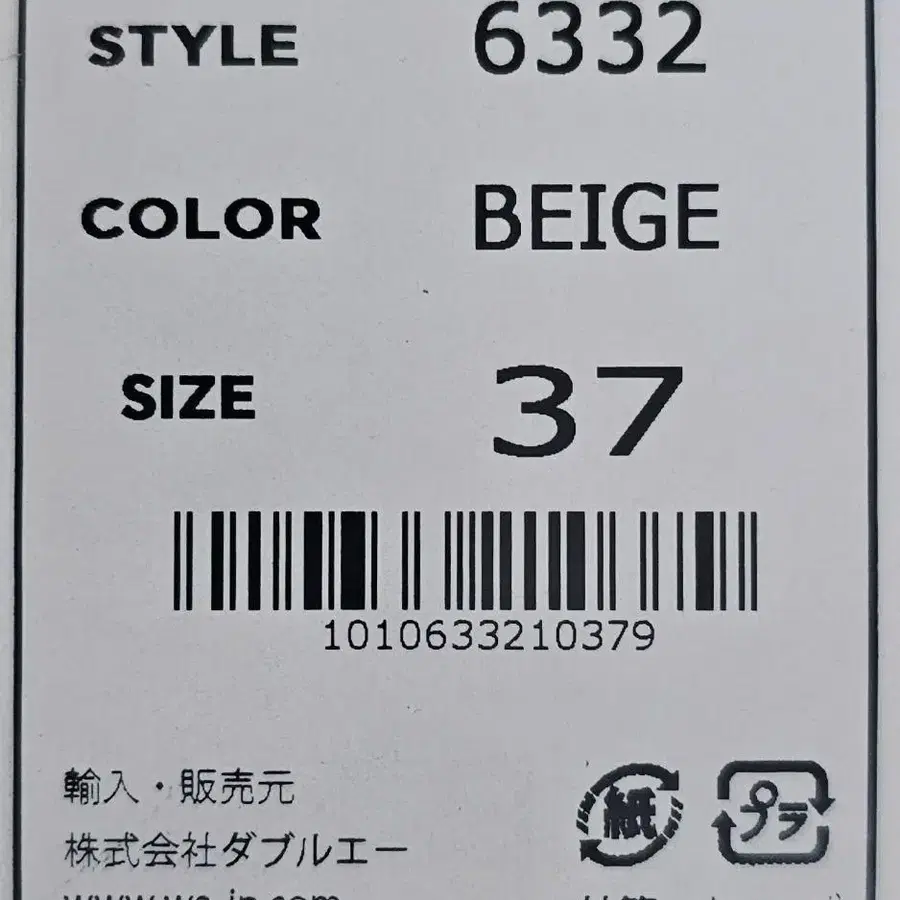 STYLE 6332
COLOR BEIGE
SIZE 37
1010633210379
輸入・販売元
株式会社ダブルエー
紙
プラ